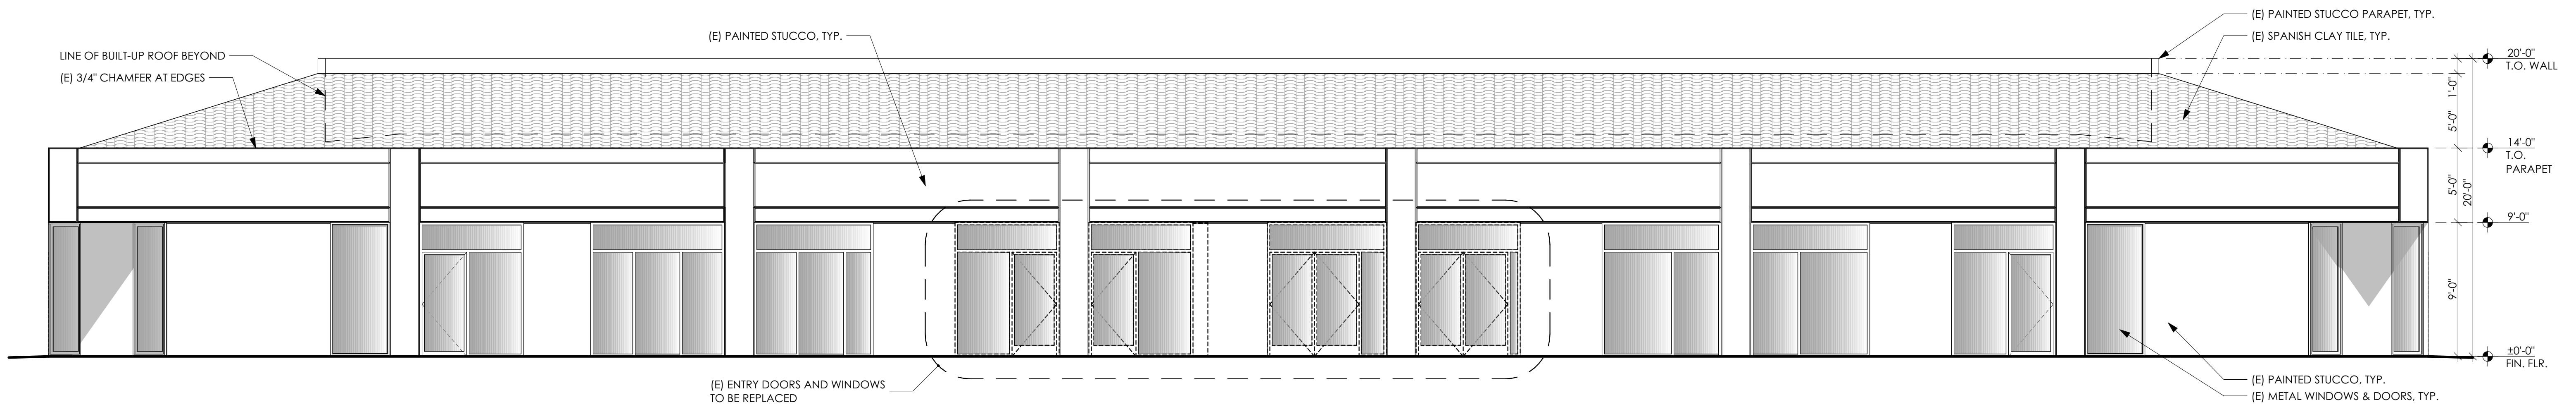 (E) PAINTED STUCCO PARAPET, TYP.
(E) PAINTED STUCCO, TYP.
(E) SPANISH CLAY TILE, TYP.
LINE OF BUILT-UP ROOF BEYOND
(E) 3/4" CHAMFER AT EDGES
20'-0"
T.O. WALL
1'-0"
5'-0"
14'-0"
T.O.
PARAPET
5'-0"
20'-0"
9'-0"
9'-0"
±0'-0"
FIN. FLR.
(E) ENTRY DOORS AND WINDOWS
TO BE REPLACED
(E) PAINTED STUCCO, TYP.
(E) METAL WINDOWS & DOORS, TYP.